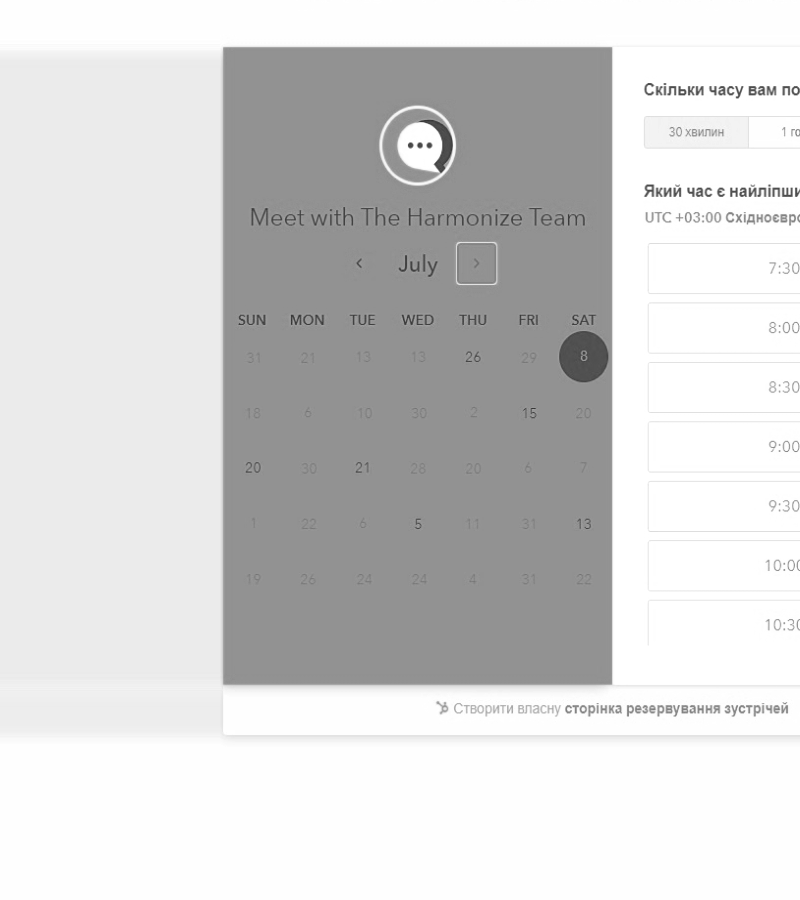 Meet with The Harmonize Team
July
SUN MON TUE WED THU FRI SAT
31 21 13 13 26 29 8
18 6 10 30 2 15 20
20 30 21 28 20 6 7
1 22 6 5 11 31 13
19 26 24 24 4 31 22
Скільки часу вам по
30 хвилин 1 го
Який час є найліпши
UTC +03:00 Східноєвро
7:30
8:00
8:30
9:00
9:30
10:00
10:30
Створити власну сторінка резервування зустрічей